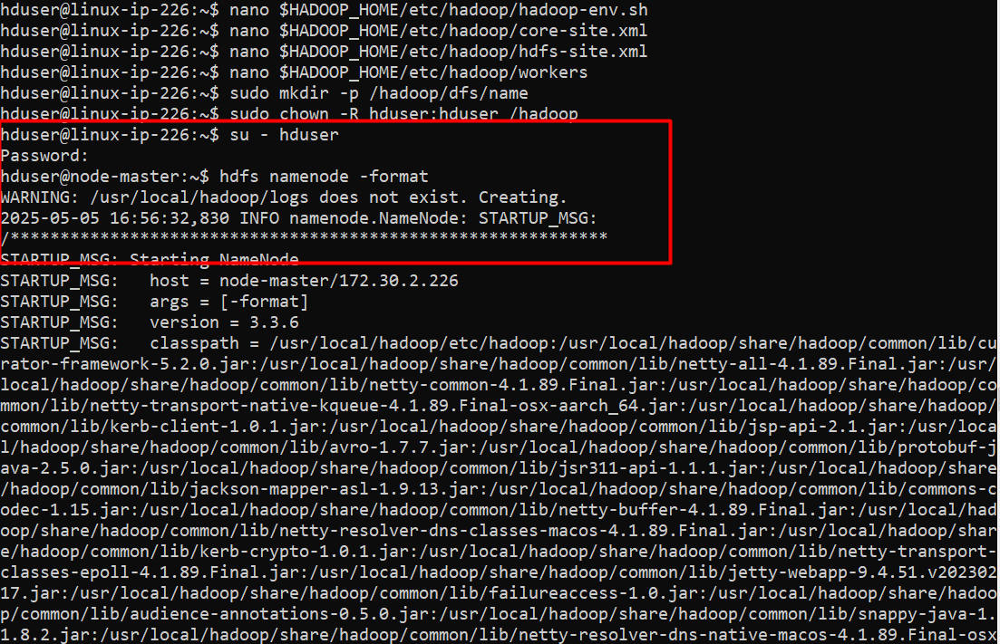 hduser@linux-ip-226:~$ nano $HADOOP_HOME/etc/hadoop/hadoop-env.sh
hduser@linux-ip-226:~$ nano $HADOOP_HOME/etc/hadoop/core-site.xml
hduser@linux-ip-226:~$ nano $HADOOP_HOME/etc/hadoop/hdfs-site.xml
hduser@linux-ip-226:~$ nano $HADOOP_HOME/etc/hadoop/workers
hduser@linux-ip-226:~$ sudo mkdir -p /hadoop/dfs/name
hduser@linux-ip-226:~$ sudo chown -R hduser:hduser /hadoop
hduser@linux-ip-226:~$ su - hduser
Password:
hduser@node-master:~$ hdfs namenode -format
WARNING: /usr/local/hadoop/logs does not exist. Creating.
2025-05-05 16:56:32,830 INFO namenode.NameNode: STARTUP_MSG:
/************************************************************
STARTUP_MSG: Starting NameNode
STARTUP_MSG:   host = node-master/172.30.2.226
STARTUP_MSG:   args = [-format]
STARTUP_MSG:   version = 3.3.6
STARTUP_MSG:   classpath = /usr/local/hadoop/etc/hadoop:/usr/local/hadoop/share/hadoop/common/lib/cu
rator-framework-5.2.0.jar:/usr/local/hadoop/share/hadoop/common/lib/netty-all-4.1.89.Final.jar:/usr/
local/hadoop/share/hadoop/common/lib/netty-common-4.1.89.Final.jar:/usr/local/hadoop/share/hadoop/co
mmon/lib/netty-transport-native-kqueue-4.1.89.Final-osx-aarch_64.jar:/usr/local/hadoop/share/hadoop/
common/lib/kerb-client-1.0.1.jar:/usr/local/hadoop/share/hadoop/common/lib/jsp-api-2.1.jar:/usr/loca
l/hadoop/share/hadoop/common/lib/avro-1.7.7.jar:/usr/local/hadoop/share/hadoop/common/lib/protobuf-j
ava-2.5.0.jar:/usr/local/hadoop/share/hadoop/common/lib/jsr311-api-1.1.1.jar:/usr/local/hadoop/share
/hadoop/common/lib/jackson-mapper-asl-1.9.13.jar:/usr/local/hadoop/share/hadoop/common/lib/commons-c
odec-1.15.jar:/usr/local/hadoop/share/hadoop/common/lib/netty-buffer-4.1.89.Final.jar:/usr/local/had
oop/share/hadoop/common/lib/netty-resolver-dns-classes-macos-4.1.89.Final.jar:/usr/local/hadoop/shar
e/hadoop/common/lib/kerb-crypto-1.0.1.jar:/usr/local/hadoop/share/hadoop/common/lib/netty-transport-
classes-epoll-4.1.89.Final.jar:/usr/local/hadoop/share/hadoop/common/lib/jetty-webapp-9.4.51.v202302
17.jar:/usr/local/hadoop/share/hadoop/common/lib/failureaccess-1.0.jar:/usr/local/hadoop/share/hadoo
p/common/lib/audience-annotations-0.5.0.jar:/usr/local/hadoop/share/hadoop/common/lib/snappy-java-1.
1.8.2.jar:/usr/local/hadoop/share/hadoop/common/lib/netty-resolver-dns-native-macos-4.1.89.Final-osx